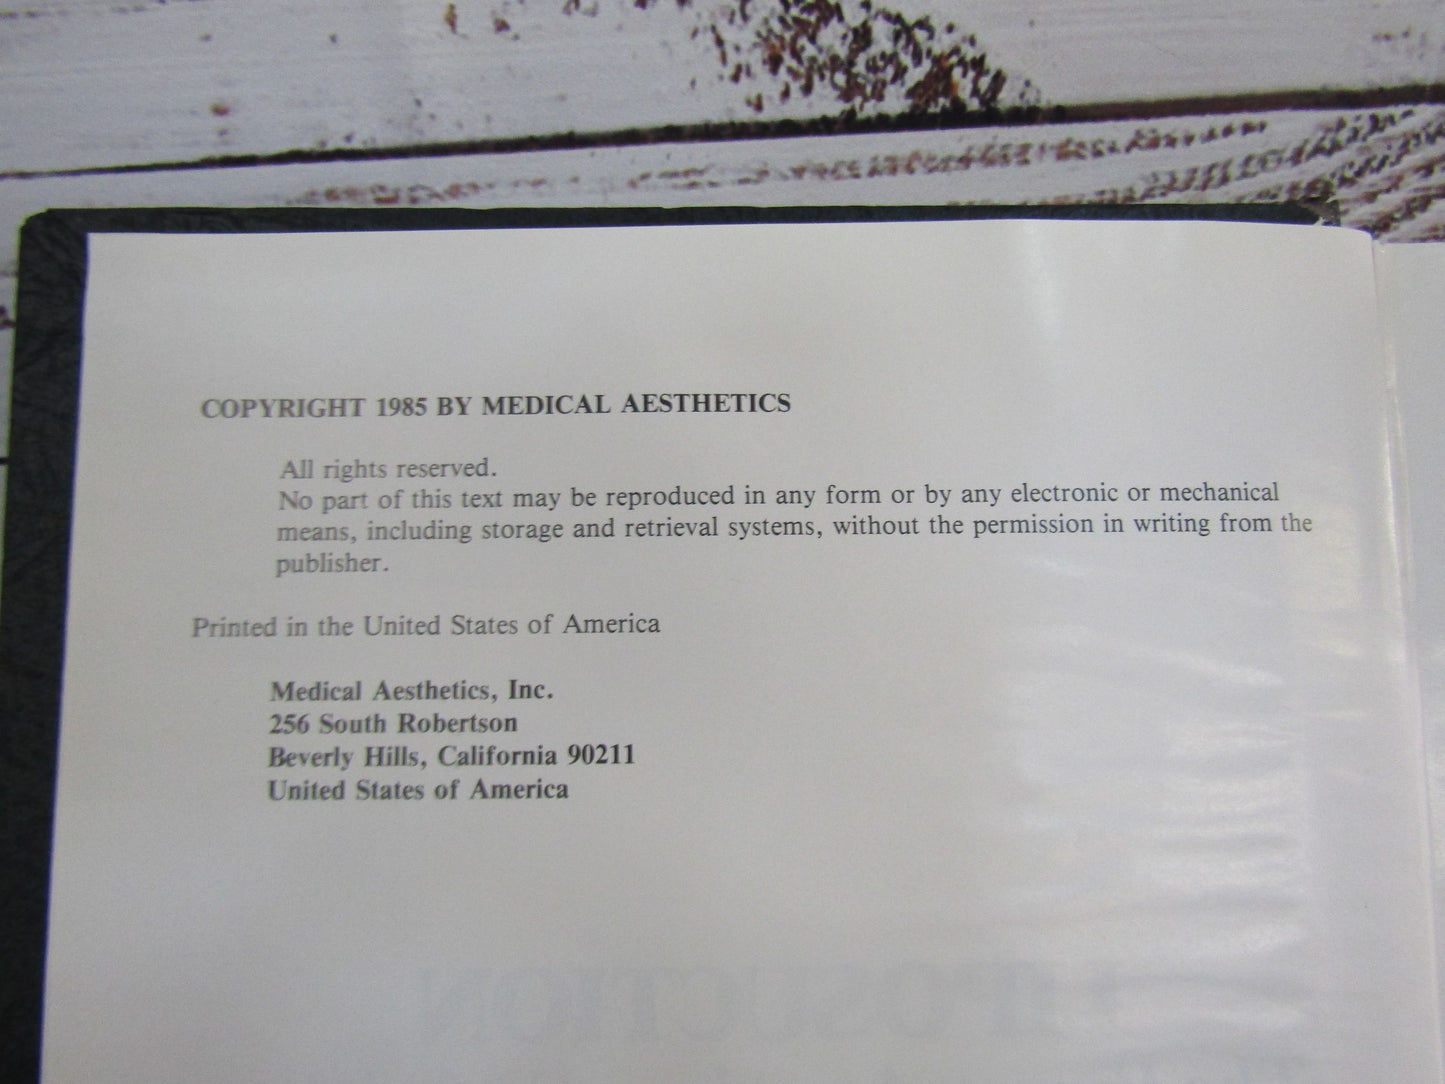 COPYRIGHT 1985 BY MEDICAL AESTHETICS
All rights reserved.
No part of this text may be reproduced in any form or by any electronic or mechanical
means, including storage and retrieval systems, without the permission in writing from the
publisher.
Printed in the United States of America
Medical Aesthetics, Inc.
256 South Robertson
Beverly Hills, California 90211
United States of America